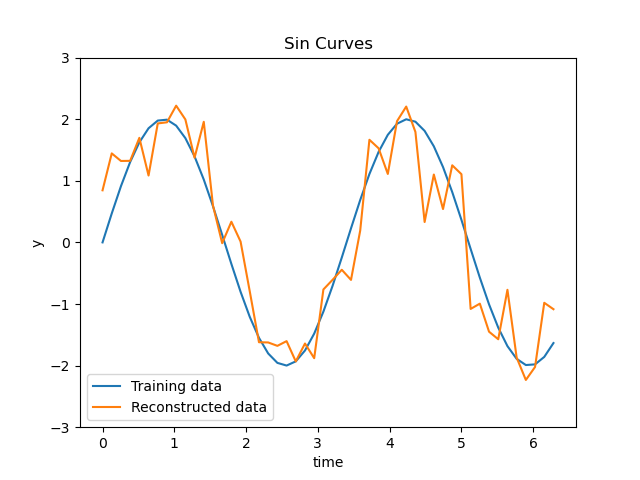 Sin Curves
3
2
1
0
−1
−2
−3
y
Training data
Reconstructed data
0 1 2 3 4 5 6
time